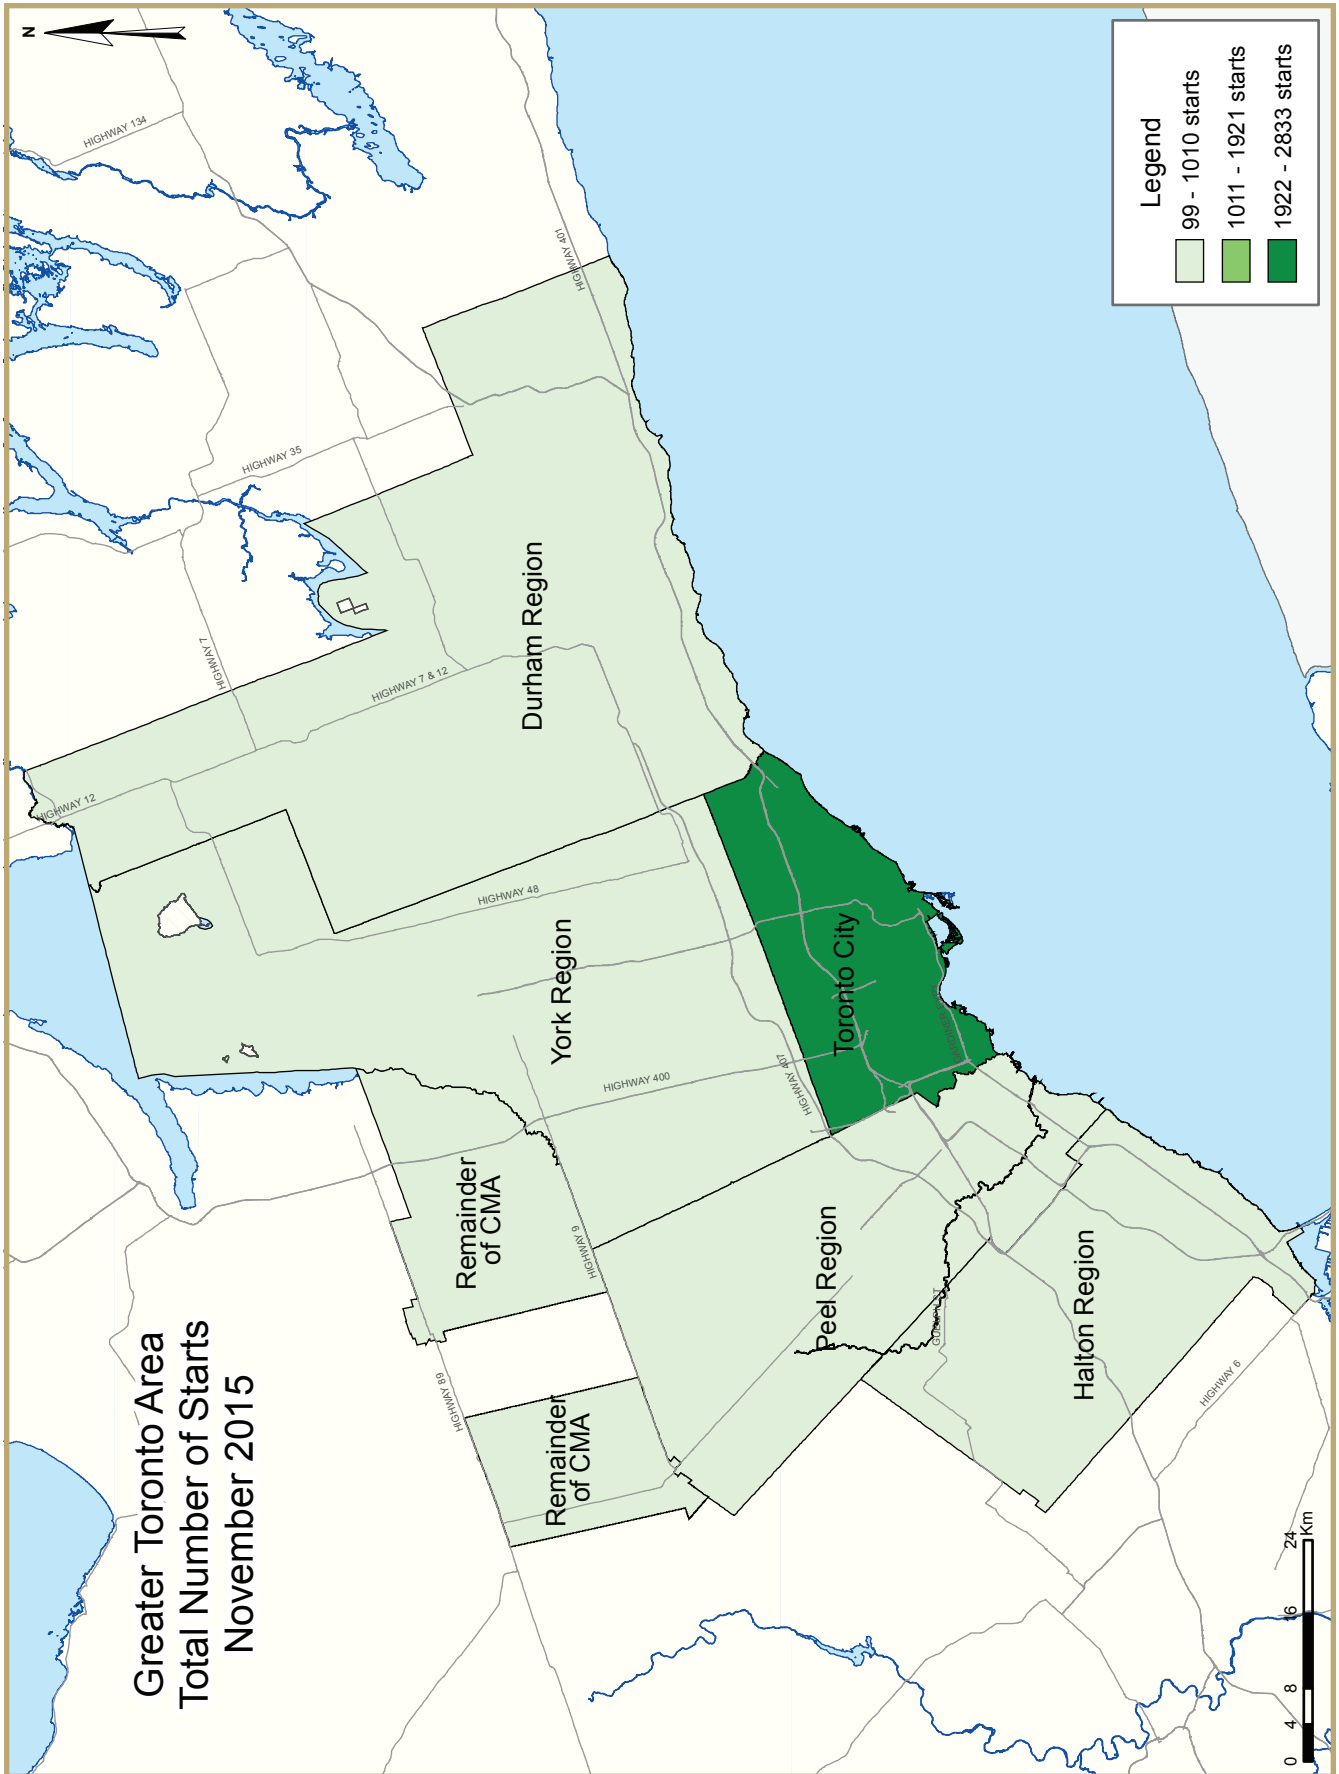 Greater Toronto Area
Total Number of Starts
November 2015
N
HIGHWAY 134
HIGHWAY 35
HIGHWAY 7
HIGHWAY 401
HIGHWAY 7 & 12
HIGHWAY 12
HIGHWAY 48
HIGHWAY 400
HIGHWAY 407
HIGHWAY 9
HIGHWAY 89
HIGHWAY 6
Durham Region
York Region
Toronto City
Remainder
of CMA
Remainder
of CMA
Peel Region
Halton Region
GUELPH ST
Legend
99 - 1010 starts
1011 - 1921 starts
1922 - 2833 starts
0 4 8 16 24
Km